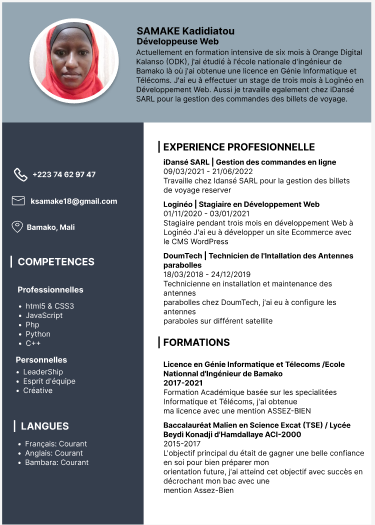 SAMAKE Kadidiatou
Développeuse Web
Actuellement en formation intensive de six mois à Orange Digital
Kalanso (ODK), j'ai étudié à l'école nationale d'ingénieur de
Bamako là où j'ai obtenue une licence en Génie Informatique et
Télécoms. J'ai eu à effectuer un stage de trois mois à Loginéo en
Développement Web. Aussi je travaille egalement chez iDansé
SARL pour la gestion des commandes des billets de voyage.
+223 74 62 97 47
ksamake18@gmail.com
Bamako, Mali
COMPETENCES
Professionnelles
html5 & CSS3
JavaScript
Php
Python
C++
Personnelles
LeaderShip
Esprit d'équipe
Créative
LANGUES
Français: Courant
Anglais: Courant
Bambara: Courant
EXPERIENCE PROFESIONNELLE
iDansé SARL | Gestion des commandes en ligne
09/03/2021 - 21/06/2022
Travaille chez Idansé SARL pour la gestion des billets
de voyage reserver
Loginéo | Stagiaire en Développement Web
01/11/2020 - 03/01/2021
Stagiaire pendant trois mois en développement Web à
Loginéo J'ai eu à développer un site Ecommerce avec
le CMS WordPress
DoumTech | Technicien de l'Intallation des Antennes
paraboles
18/03/2018 - 24/12/2019
Technicienne en installation et maintenance des
antennes
paraboles chez DoumTech, j'ai eu à configure les
antennes
paraboles sur différent satellite
FORMATIONS
Licence en Génie Informatique et Télecoms /Ecole
Nationnal d'Ingénieur de Bamako
2017-2021
Formation Académique basée sur les specialitées
Informatique et Télécoms, j'ai obtenue
ma licence avec une mention ASSEZ-BIEN
Baccalauréat Malien en Science Excat (TSE) / Lycée
Beydi Konadji d'Hamdallaye ACI-2000
2015-2017
L'objectif principal du était de gagner une belle confiance
en soi pour bien préparer mon
orientation future, j'ai atteind cet objectif avec succès en
décrochant mon bac avec une
mention Assez-Bien